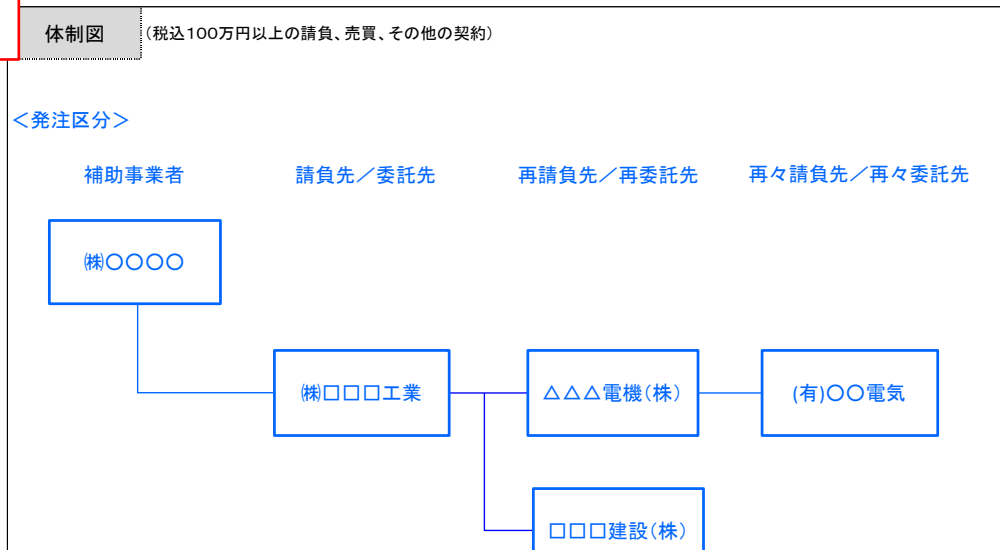 体制図 （税込100万円以上の請負、売買、その他の契約）
＜発注区分＞
補助事業者 請負先／委託先 再請負先／再委託先 再々請負先／再々委託先
㈱〇〇〇〇
㈱□□□工業 △△△電機（株） (有)〇〇電気
□□□建設（株）